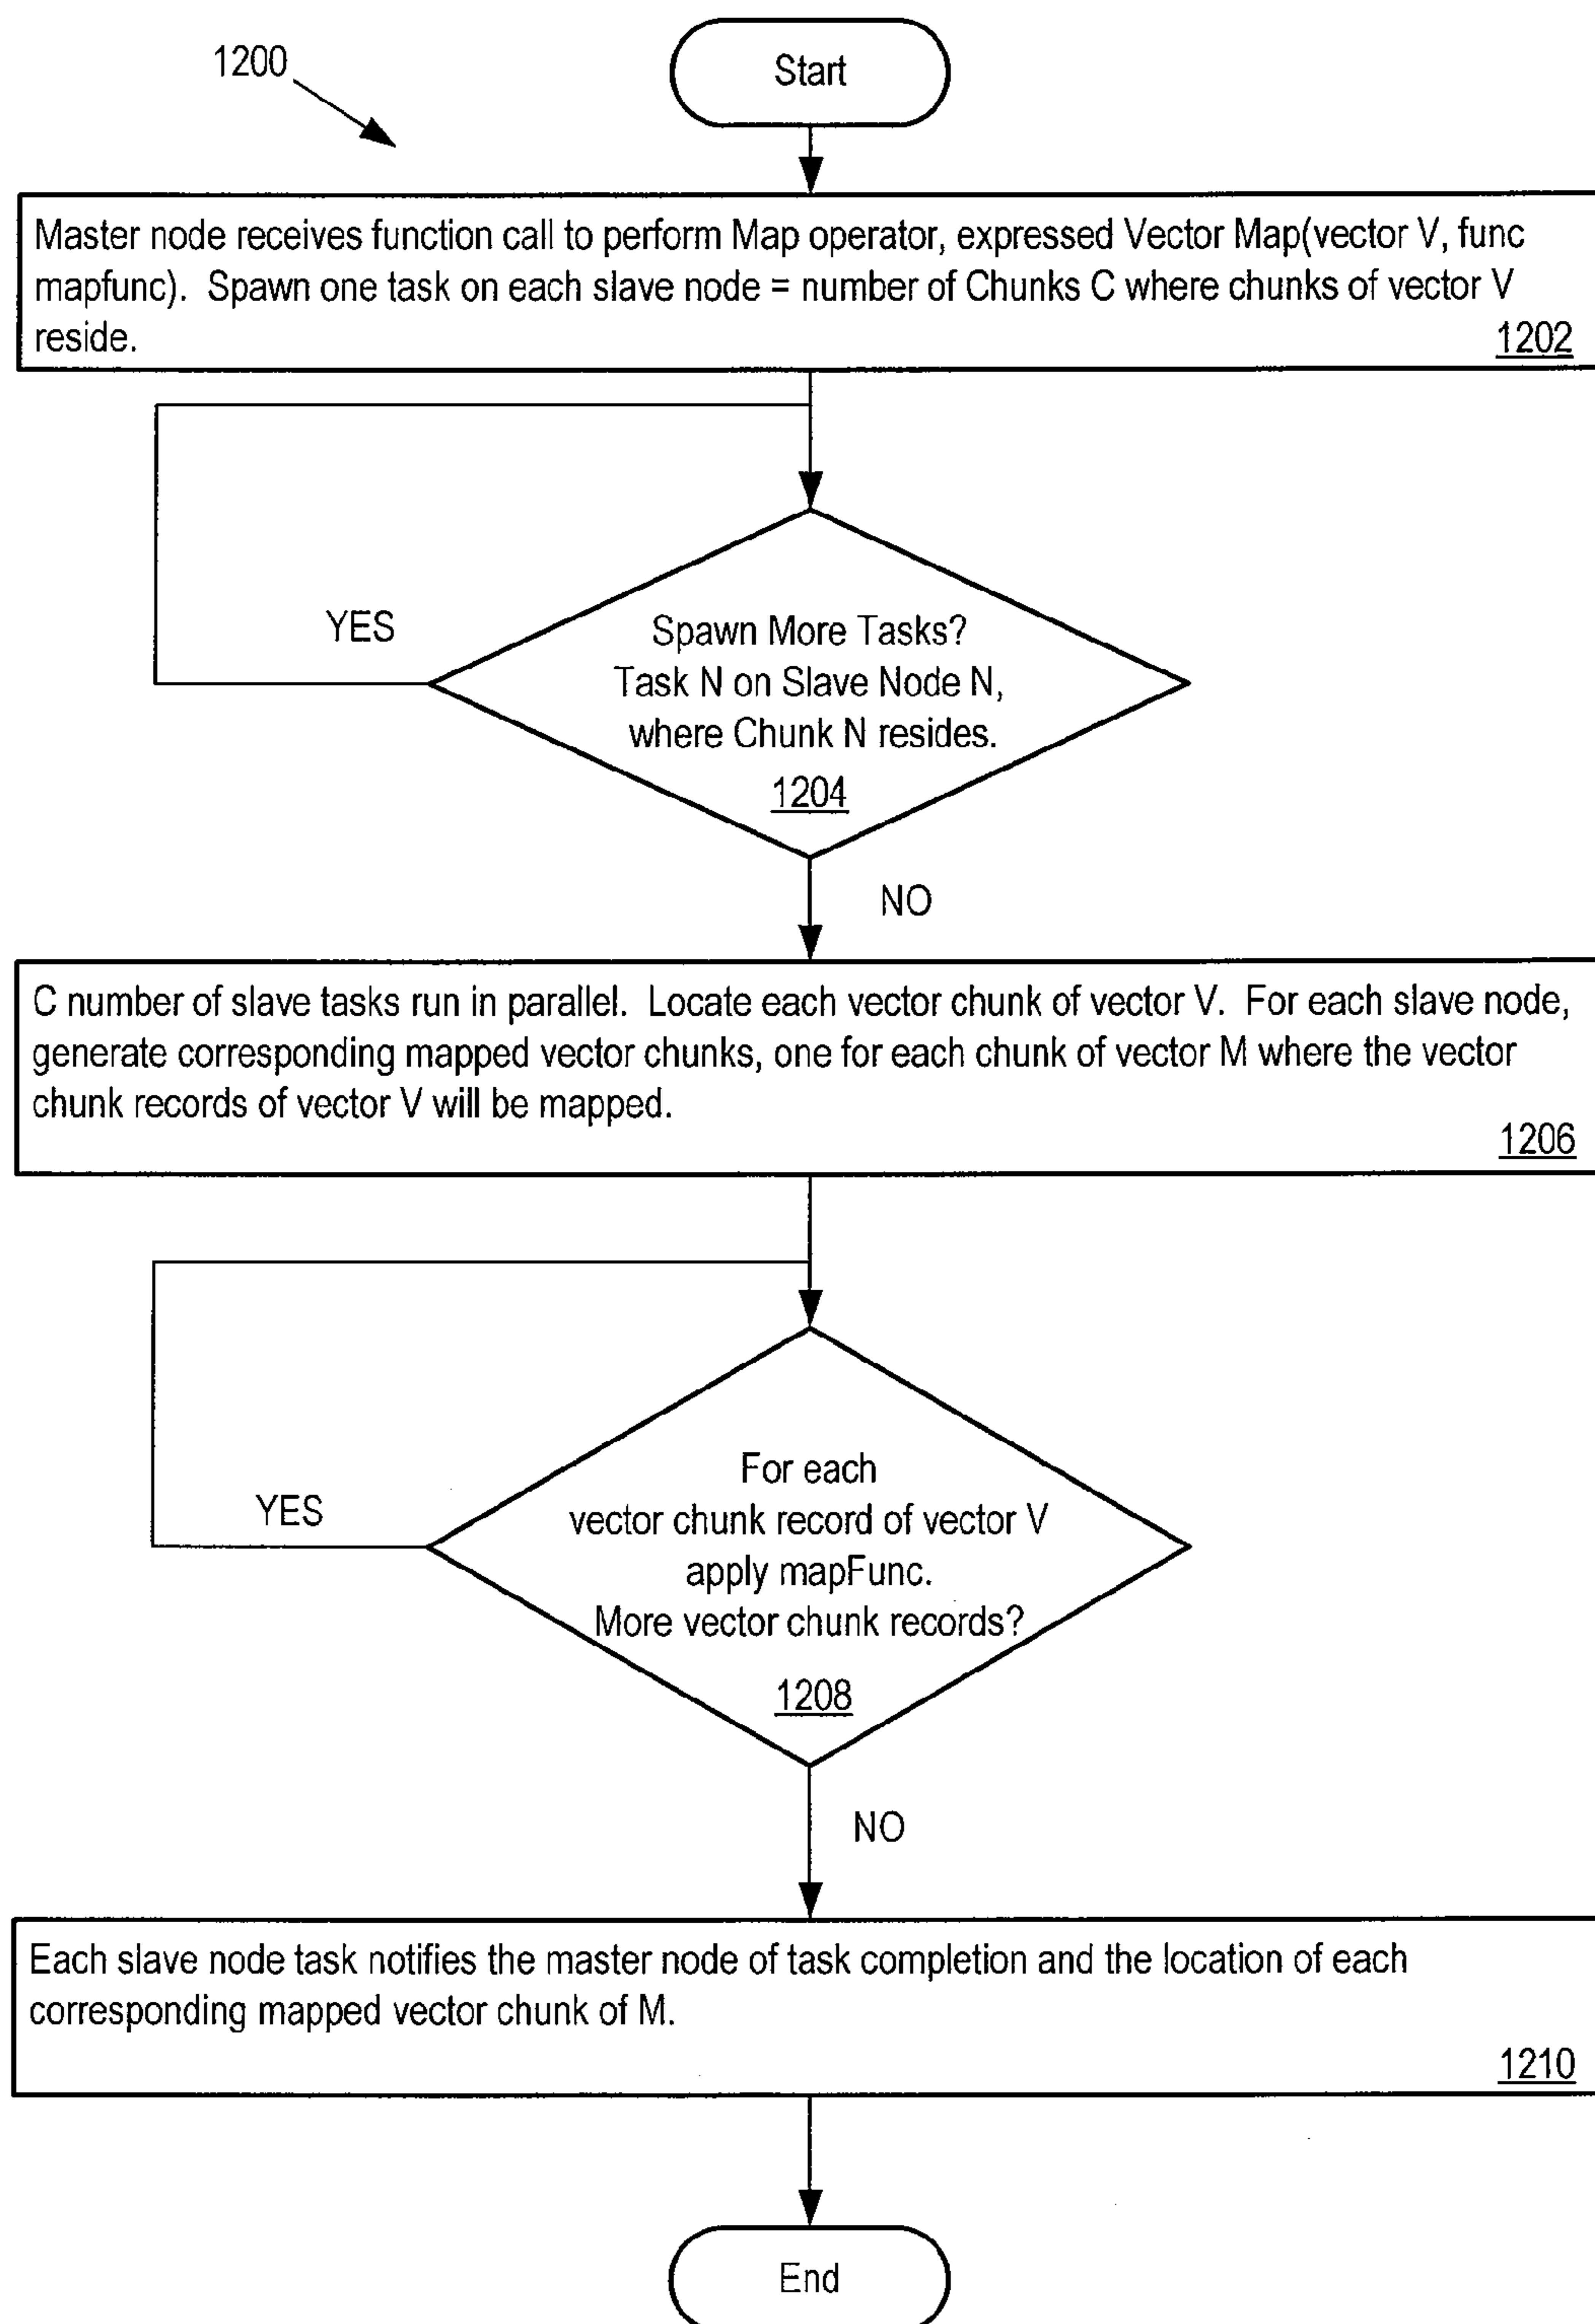 1200
Start
Master node receives function call to perform Map operator, expressed Vector Map(vector V, func
mapfunc). Spawn one task on each slave node = number of Chunks C where chunks of vector V
reside.
1202
YES
Spawn More Tasks?
Task N on Slave Node N,
where Chunk N resides.
1204
NO
C number of slave tasks run in parallel. Locate each vector chunk of vector V. For each slave node,
generate corresponding mapped vector chunks, one for each chunk of vector M where the vector
chunk records of vector V will be mapped.
1206
YES
For each
vector chunk record of vector V
apply mapFunc.
More vector chunk records?
1208
NO
Each slave node task notifies the master node of task completion and the location of each
corresponding mapped vector chunk of M.
1210
End